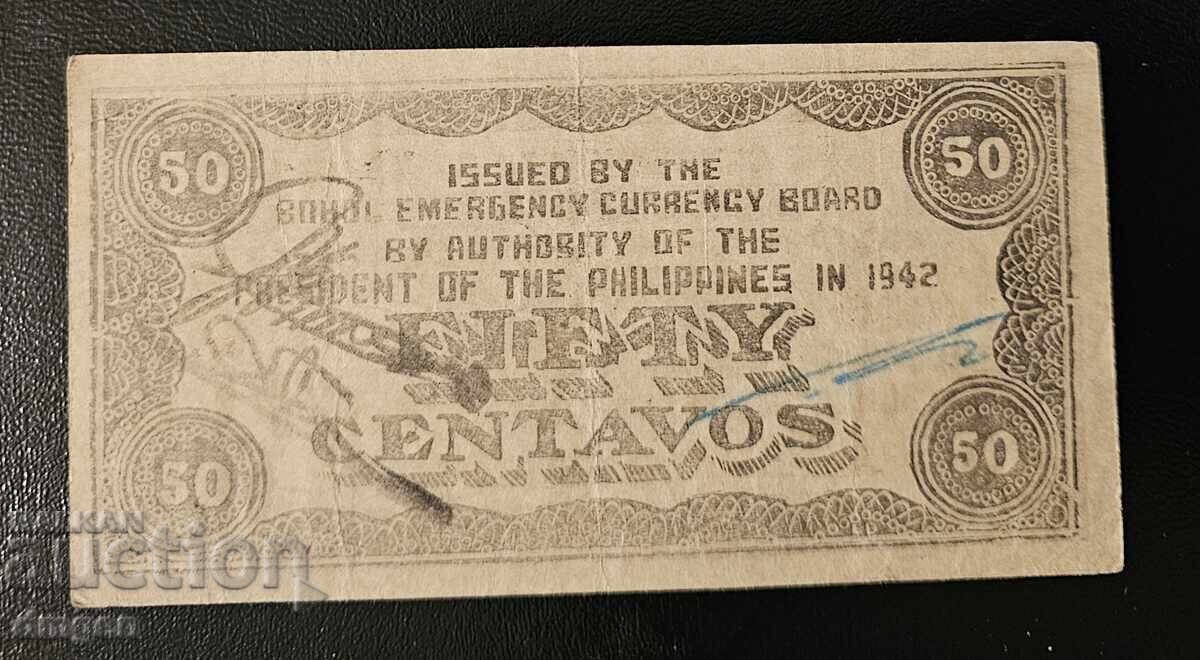 50 50
ISSUED BY THE
BOHOL EMERGENCY CURRENCY BOARD
BY AUTHORITY OF THE
PRESIDENT OF THE PHILIPPINES IN 1942
FIFTY
CENTAVOS
50 50
BALKAN
auction